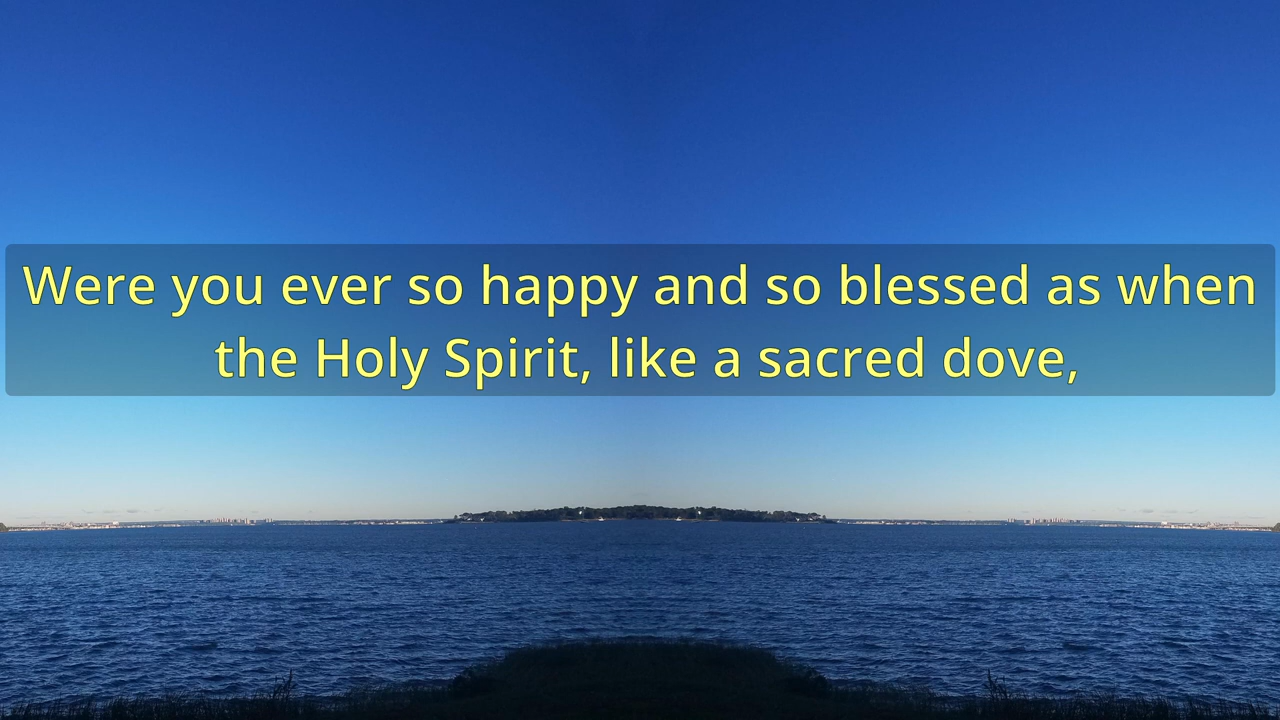 Were you ever so happy and so blessed as when
the Holy Spirit, like a sacred dove,